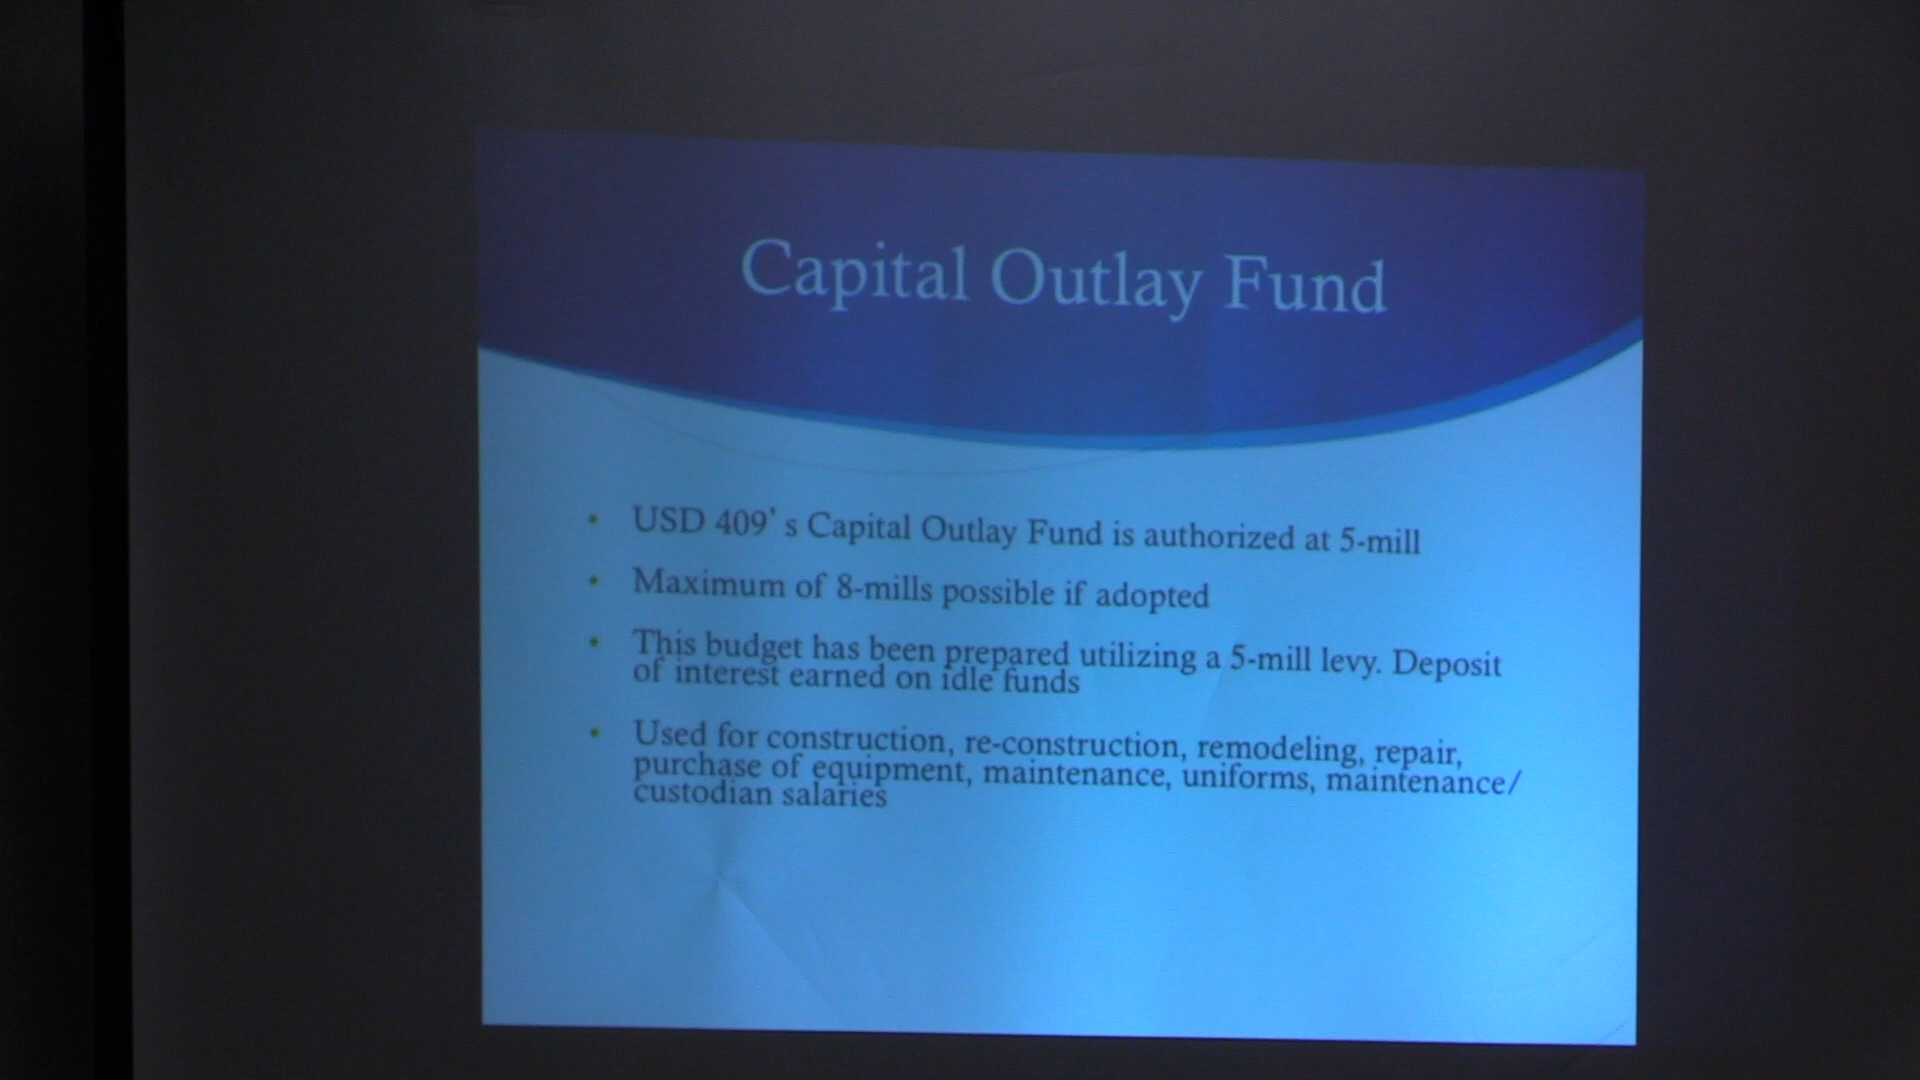 Capital Outlay Fund
• USD 409' s Capital Outlay Fund is authorized at 5-mill
• Maximum of 8-mills possible if adopted
• This budget has been prepared utilizing a 5-mill levy. Deposit
of interest earned on idle funds
• Used for construction, re-construction, remodeling, repair,
purchase of equipment, maintenance, uniforms, maintenance/
custodian salaries